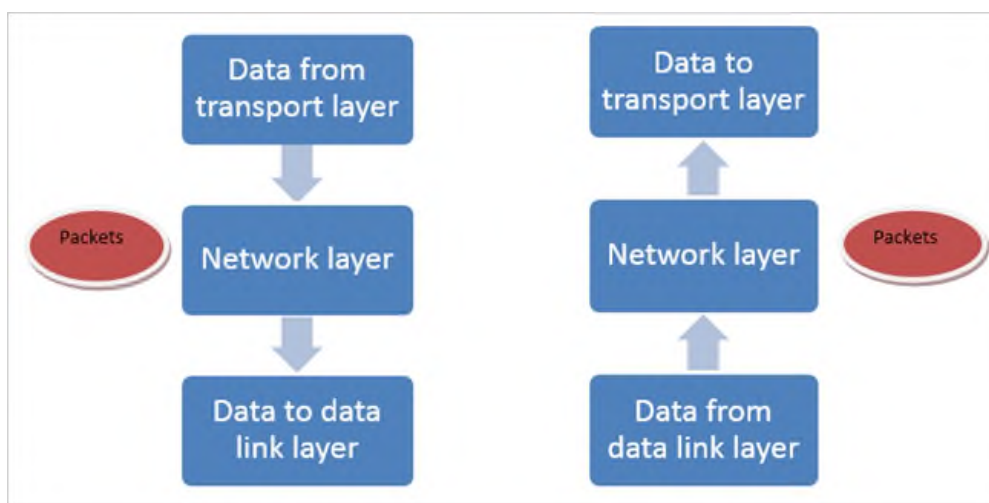 Data from
transport layer
Packets
Network layer
Data to data
link layer
Data to
transport layer
Network layer
Packets
Data from
data link layer